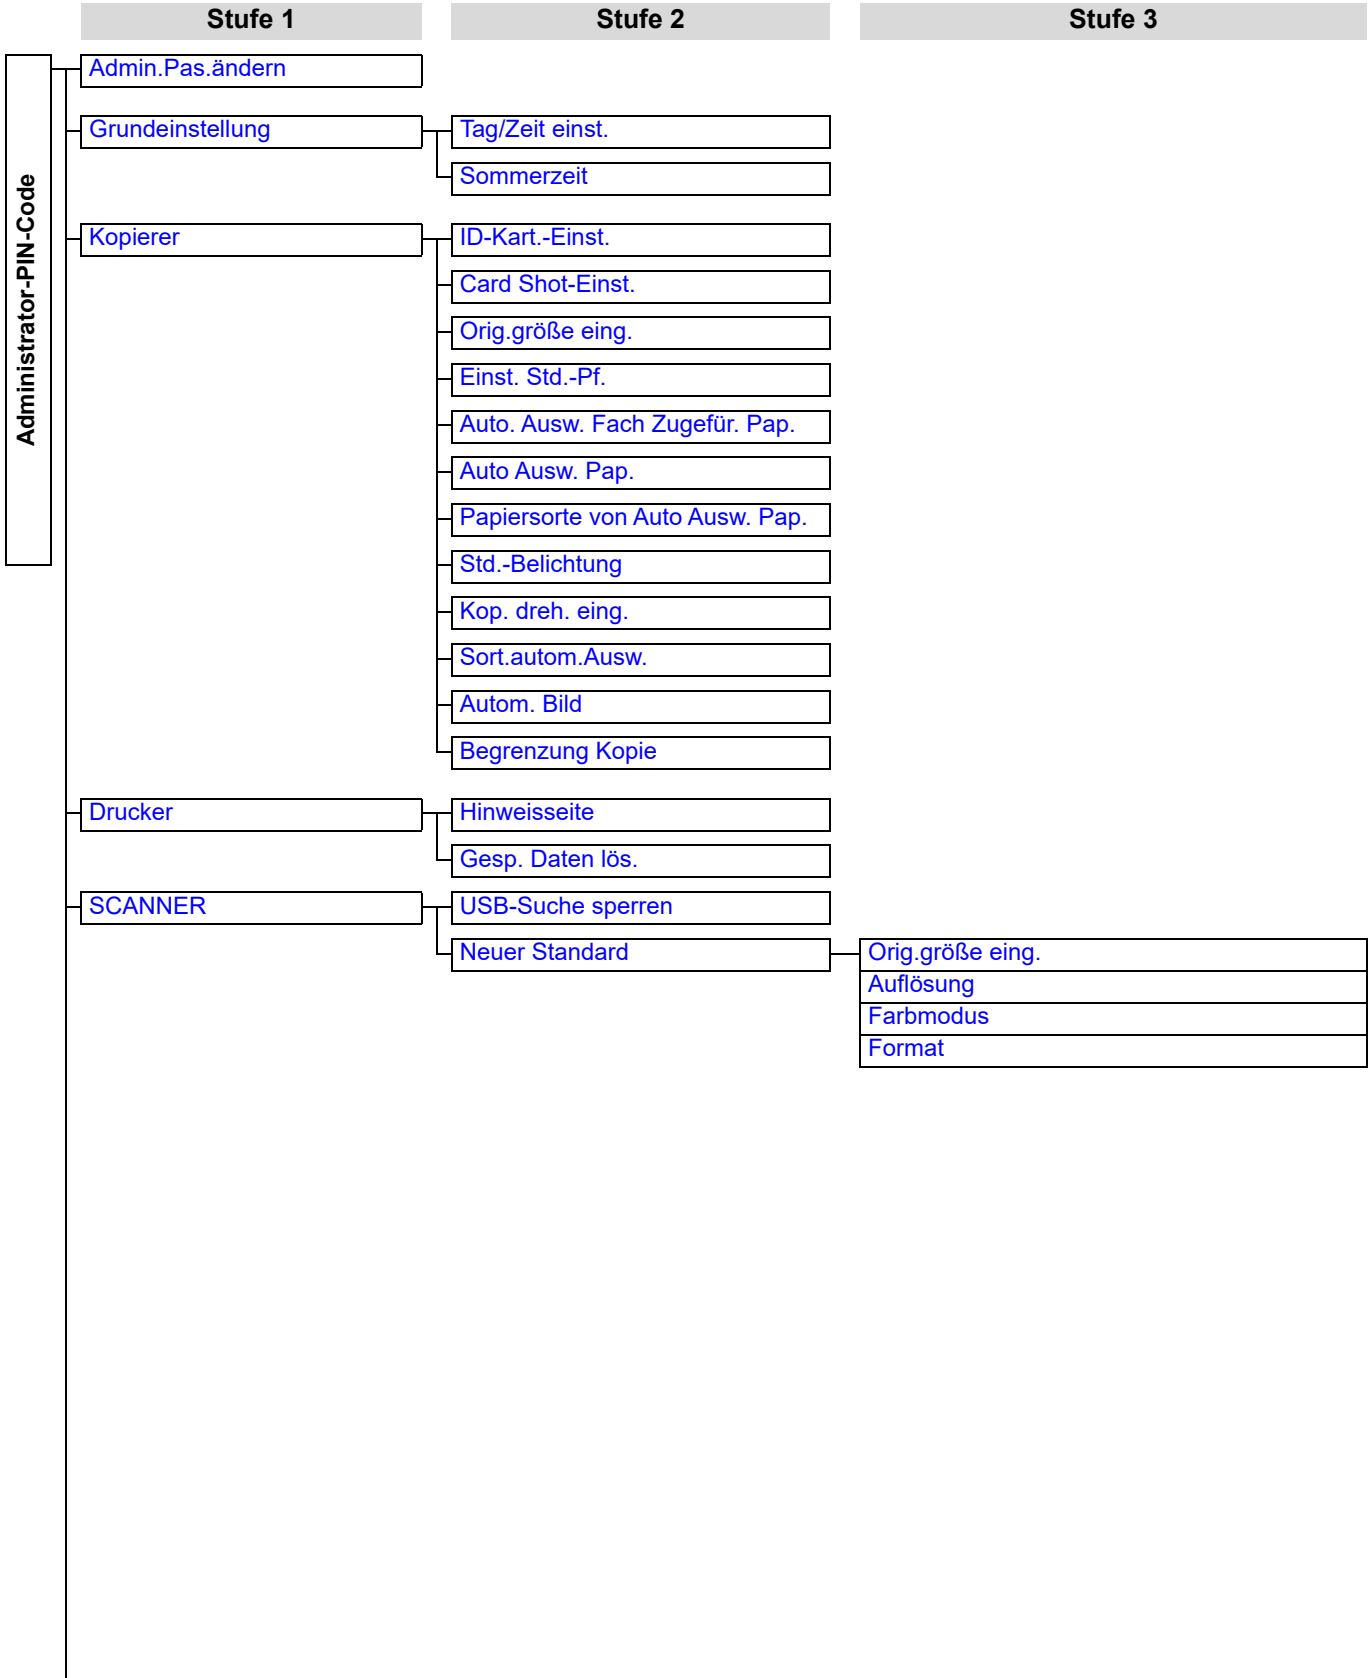 Stufe 1
Stufe 2
Stufe 3
Administrator-PIN-Code
Admin.Pas.ändern
Grundeinstellung
Tag/Zeit einst.
Sommerzeit
Kopierer
ID-Kart.-Einst.
Card Shot-Einst.
Orig.größe eing.
Einst. Std.-Pf.
Auto. Ausw. Fach Zugefür. Pap.
Auto Ausw. Pap.
Papiersorte von Auto Ausw. Pap.
Std.-Belichtung
Kop. dreh. eing.
Sort.autom.Ausw.
Autom. Bild
Begrenzung Kopie
Drucker
Hinweisseite
Gesp. Daten lös.
SCANNER
USB-Suche sperren
Neuer Standard
Orig.größe eing.
Auflösung
Farbmodus
Format